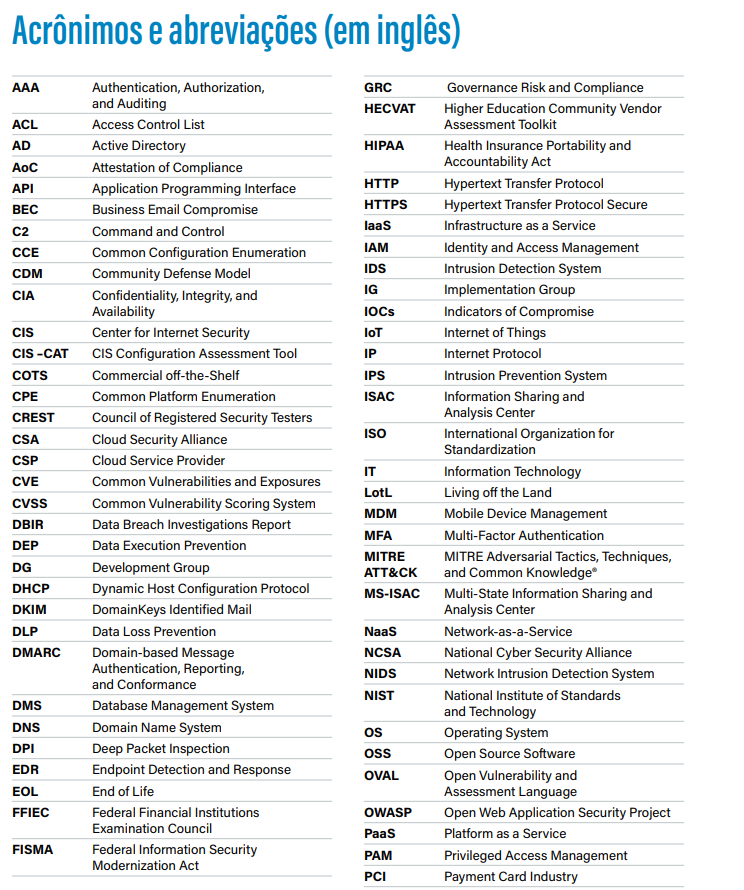 Acrônimos e abreviações (em inglês)
AAA Authentication, Authorization,
and Auditing
ACL Access Control List
AD Active Directory
AoC Attestation of Compliance
API Application Programming Interface
BEC Business Email Compromise
C2 Command and Control
CCE Common Configuration Enumeration
CDM Community Defense Model
CIA Confidentiality, Integrity, and
Availability
CIS Center for Internet Security
CIS –CAT CIS Configuration Assessment Tool
COTS Commercial off-the-Shelf
CPE Common Platform Enumeration
CREST Council of Registered Security Testers
CSA Cloud Security Alliance
CSP Cloud Service Provider
CVE Common Vulnerabilities and Exposures
CVSS Common Vulnerability Scoring System
DBIR Data Breach Investigations Report
DEP Data Execution Prevention
DG Development Group
DHCP Dynamic Host Configuration Protocol
DKIM DomainKeys Identified Mail
DLP Data Loss Prevention
DMARC Domain-based Message
Authentication, Reporting,
and Conformance
DMS Database Management System
DNS Domain Name System
DPI Deep Packet Inspection
EDR Endpoint Detection and Response
EOL End of Life
FFIEC Federal Financial Institutions
Examination Council
FISMA Federal Information Security
Modernization Act
GRC Governance Risk and Compliance
HECVAT Higher Education Community Vendor
Assessment Toolkit
HIPAA Health Insurance Portability and
Accountability Act
HTTP Hypertext Transfer Protocol
HTTPS Hypertext Transfer Protocol Secure
IaaS Infrastructure as a Service
IAM Identity and Access Management
IDS Intrusion Detection System
IG Implementation Group
IOCs Indicators of Compromise
IoT Internet of Things
IP Internet Protocol
IPS Intrusion Prevention System
ISAC Information Sharing and
Analysis Center
ISO International Organization for
Standardization
IT Information Technology
LotL Living off the Land
MDM Mobile Device Management
MFA Multi-Factor Authentication
MITRE MITRE Adversarial Tactics, Techniques,
ATT&CK and Common Knowledge®
MS-ISAC Multi-State Information Sharing and
Analysis Center
NaaS Network-as-a-Service
NCSA National Cyber Security Alliance
NIDS Network Intrusion Detection System
NIST National Institute of Standards
and Technology
OS Operating System
OSS Open Source Software
OVAL Open Vulnerability and
Assessment Language
OWASP Open Web Application Security Project
PaaS Platform as a Service
PAM Privileged Access Management
PCI Payment Card Industry